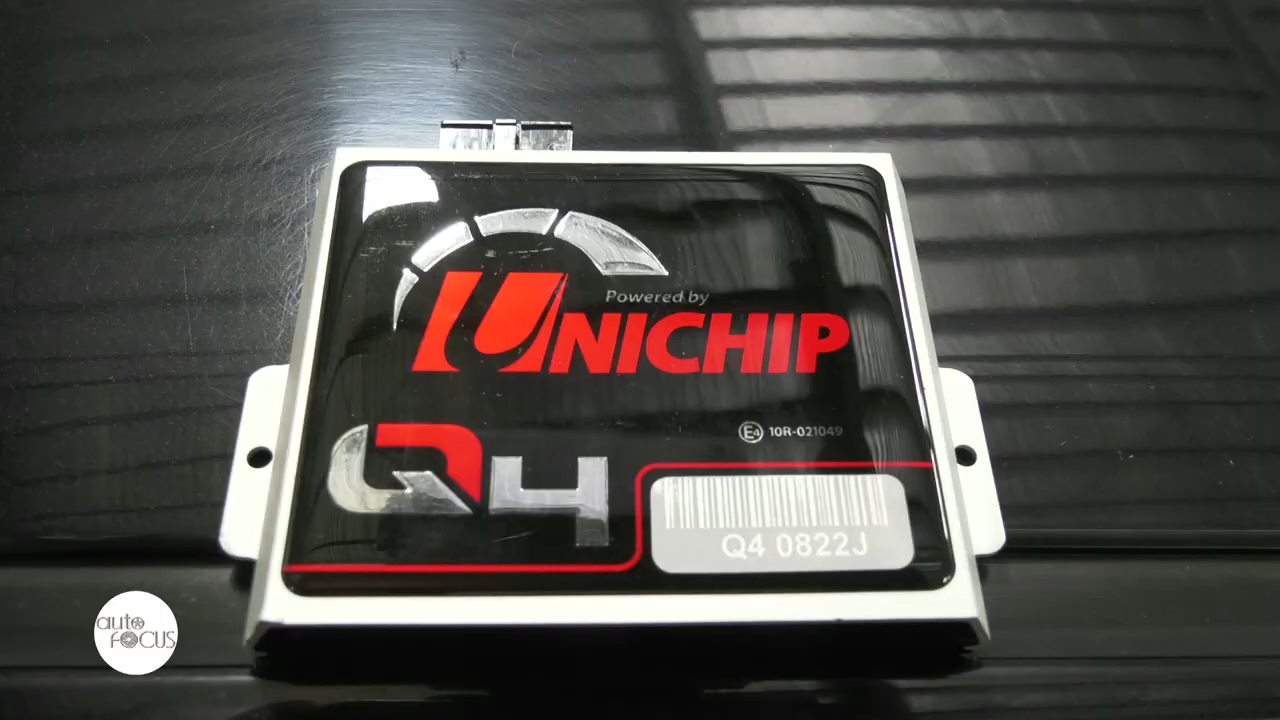 Powered by
UNICHIP
Q4
E4 10R-021049
Q4 0822J
auto
FOCUS